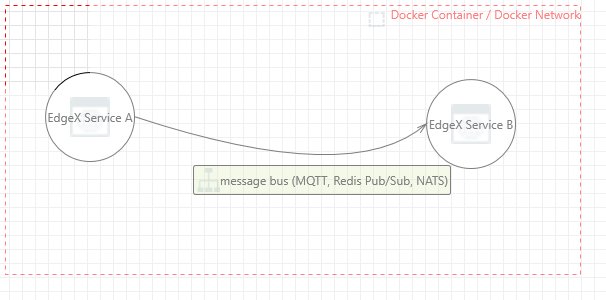 Docker Container / Docker Network
EdgeX Service A
EdgeX Service B
message bus (MQTT, Redis Pub/Sub, NATS)